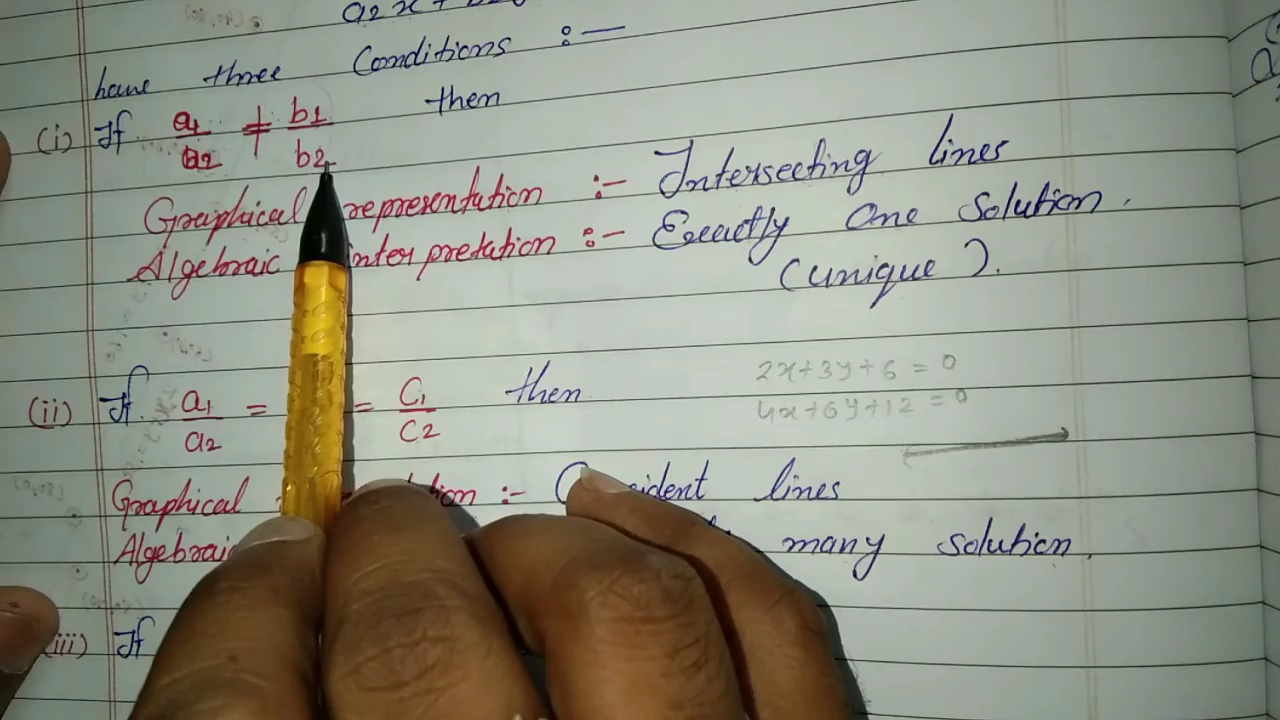 a2x +
have three Conditions :—
(i) If a1/a2 ≠ b1/b2 then
Graphical representation :- Intersecting lines
Algebraic interpretation :- Exactly One Solution.
(unique).
(ii) If a1/a2 = = C1/C2 then
2x+3y+6 = 0
4x+6y+12 = 0
Graphical :- lines
Algebraic many solution.
(iii) If